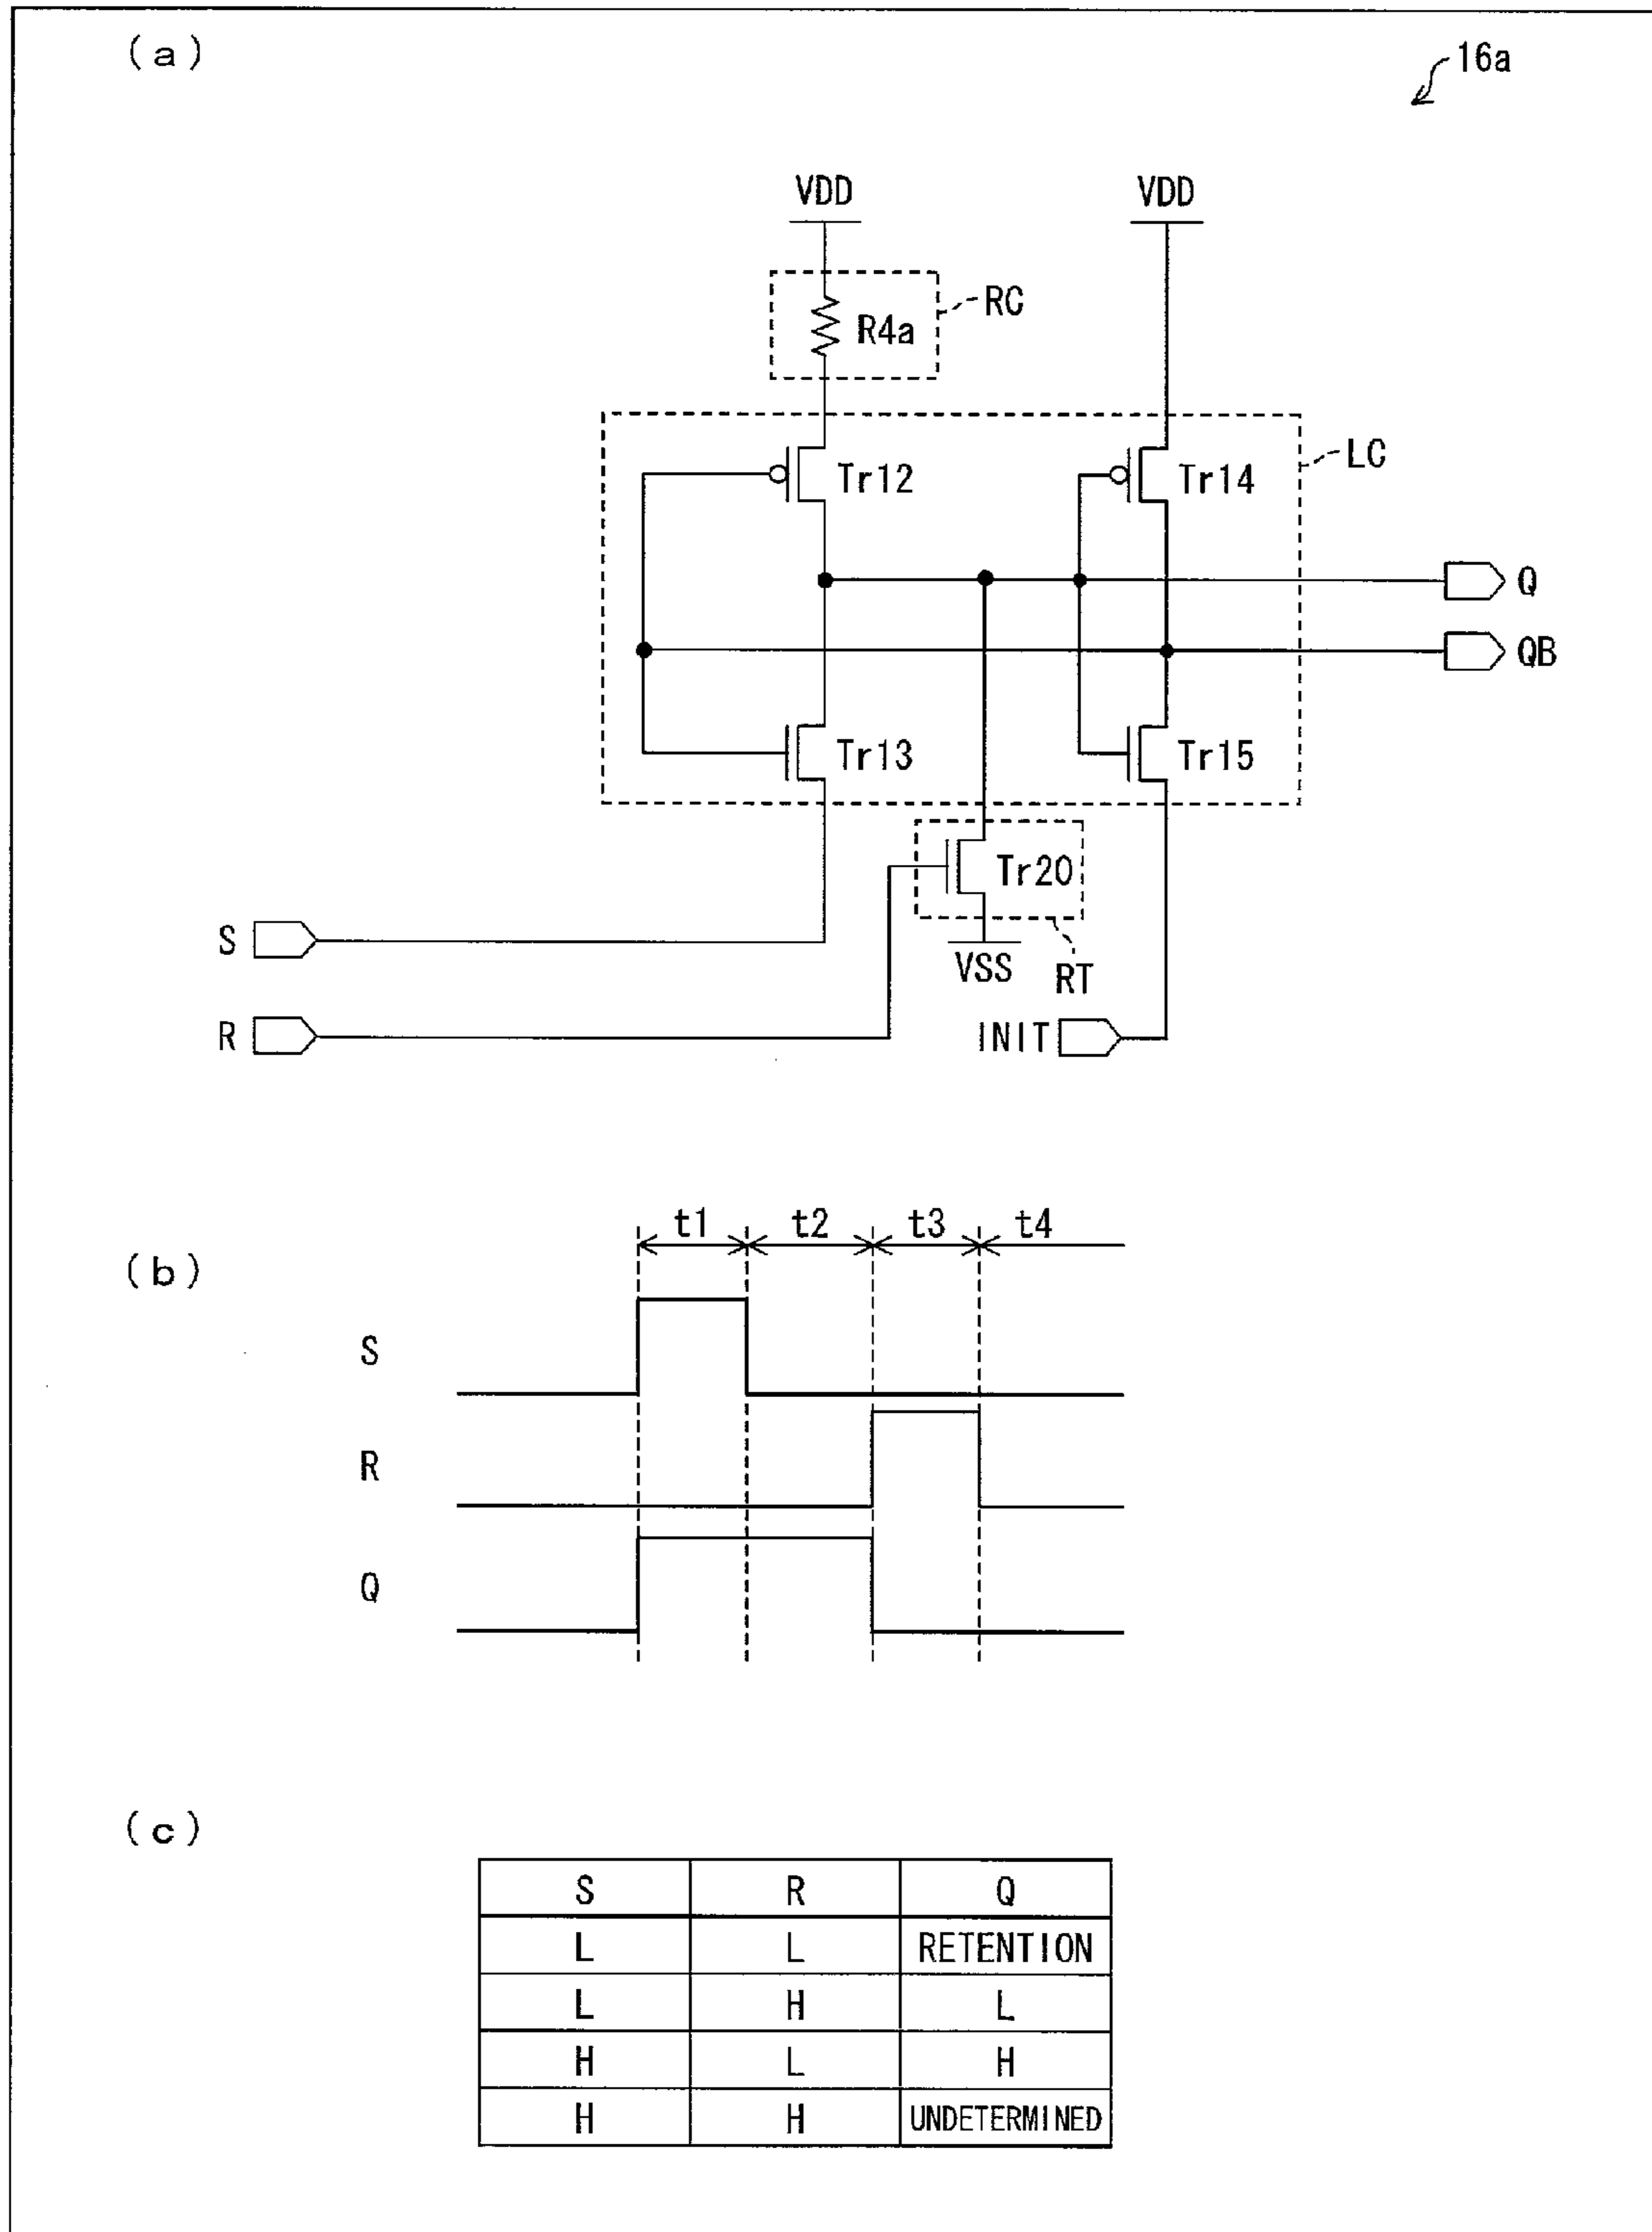 (a)
16a
VDD
VDD
RC
R4a
LC
Tr12
Tr14
Q
QB
Tr13
Tr15
Tr20
S
VSS
RT
R
INIT
t1 t2 t3 t4
(b)
S
R
Q
(c)
S R Q
L L RETENTION
L H L
H L H
H H UNDETERMINED